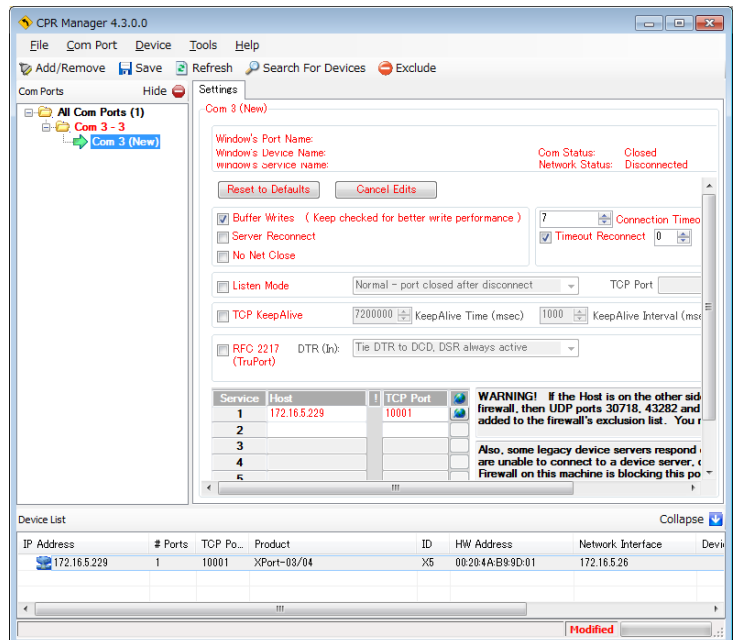 CPR Manager 4.3.0.0
File Com Port Device Tools Help
Add/Remove Save Refresh Search For Devices Exclude
Com Ports Hide Settings
All Com Ports (1)
Com 3 - 3
Com 3 (New)
Com 3 (New)
Window's Port Name:
Window's Device Name: Com Status: Closed
Window's Service Name: Network Status: Disconnected
Reset to Defaults Cancel Edits
Buffer Writes ( Keep checked for better write performance ) 7 Connection Timeo
Server Reconnect Timeout Reconnect 0
No Net Close
Listen Mode Normal - port closed after disconnect TCP Port
TCP KeepAlive 7200000 KeepAlive Time (msec) 1000 KeepAlive Interval (mse
RFC 2217 DTR (In): Tie DTR to DCD, DSR always active
(TruPort)
Service Host ! TCP Port
1 172.16.5.229 10001
2
3
4
5
WARNING! If the Host is on the other side
firewall, then UDP ports 30718, 43282 and
added to the firewall's exclusion list. You
Also, some legacy device servers respond
are unable to connect to a device server,
Firewall on this machine is blocking this po
Device List Collapse
IP Address # Ports TCP Po... Product ID HW Address Network Interface Devi
172.16.5.229 1 10001 XPort-03/04 X5 00:20:4A:B9:9D:01 172.16.5.26
Modified